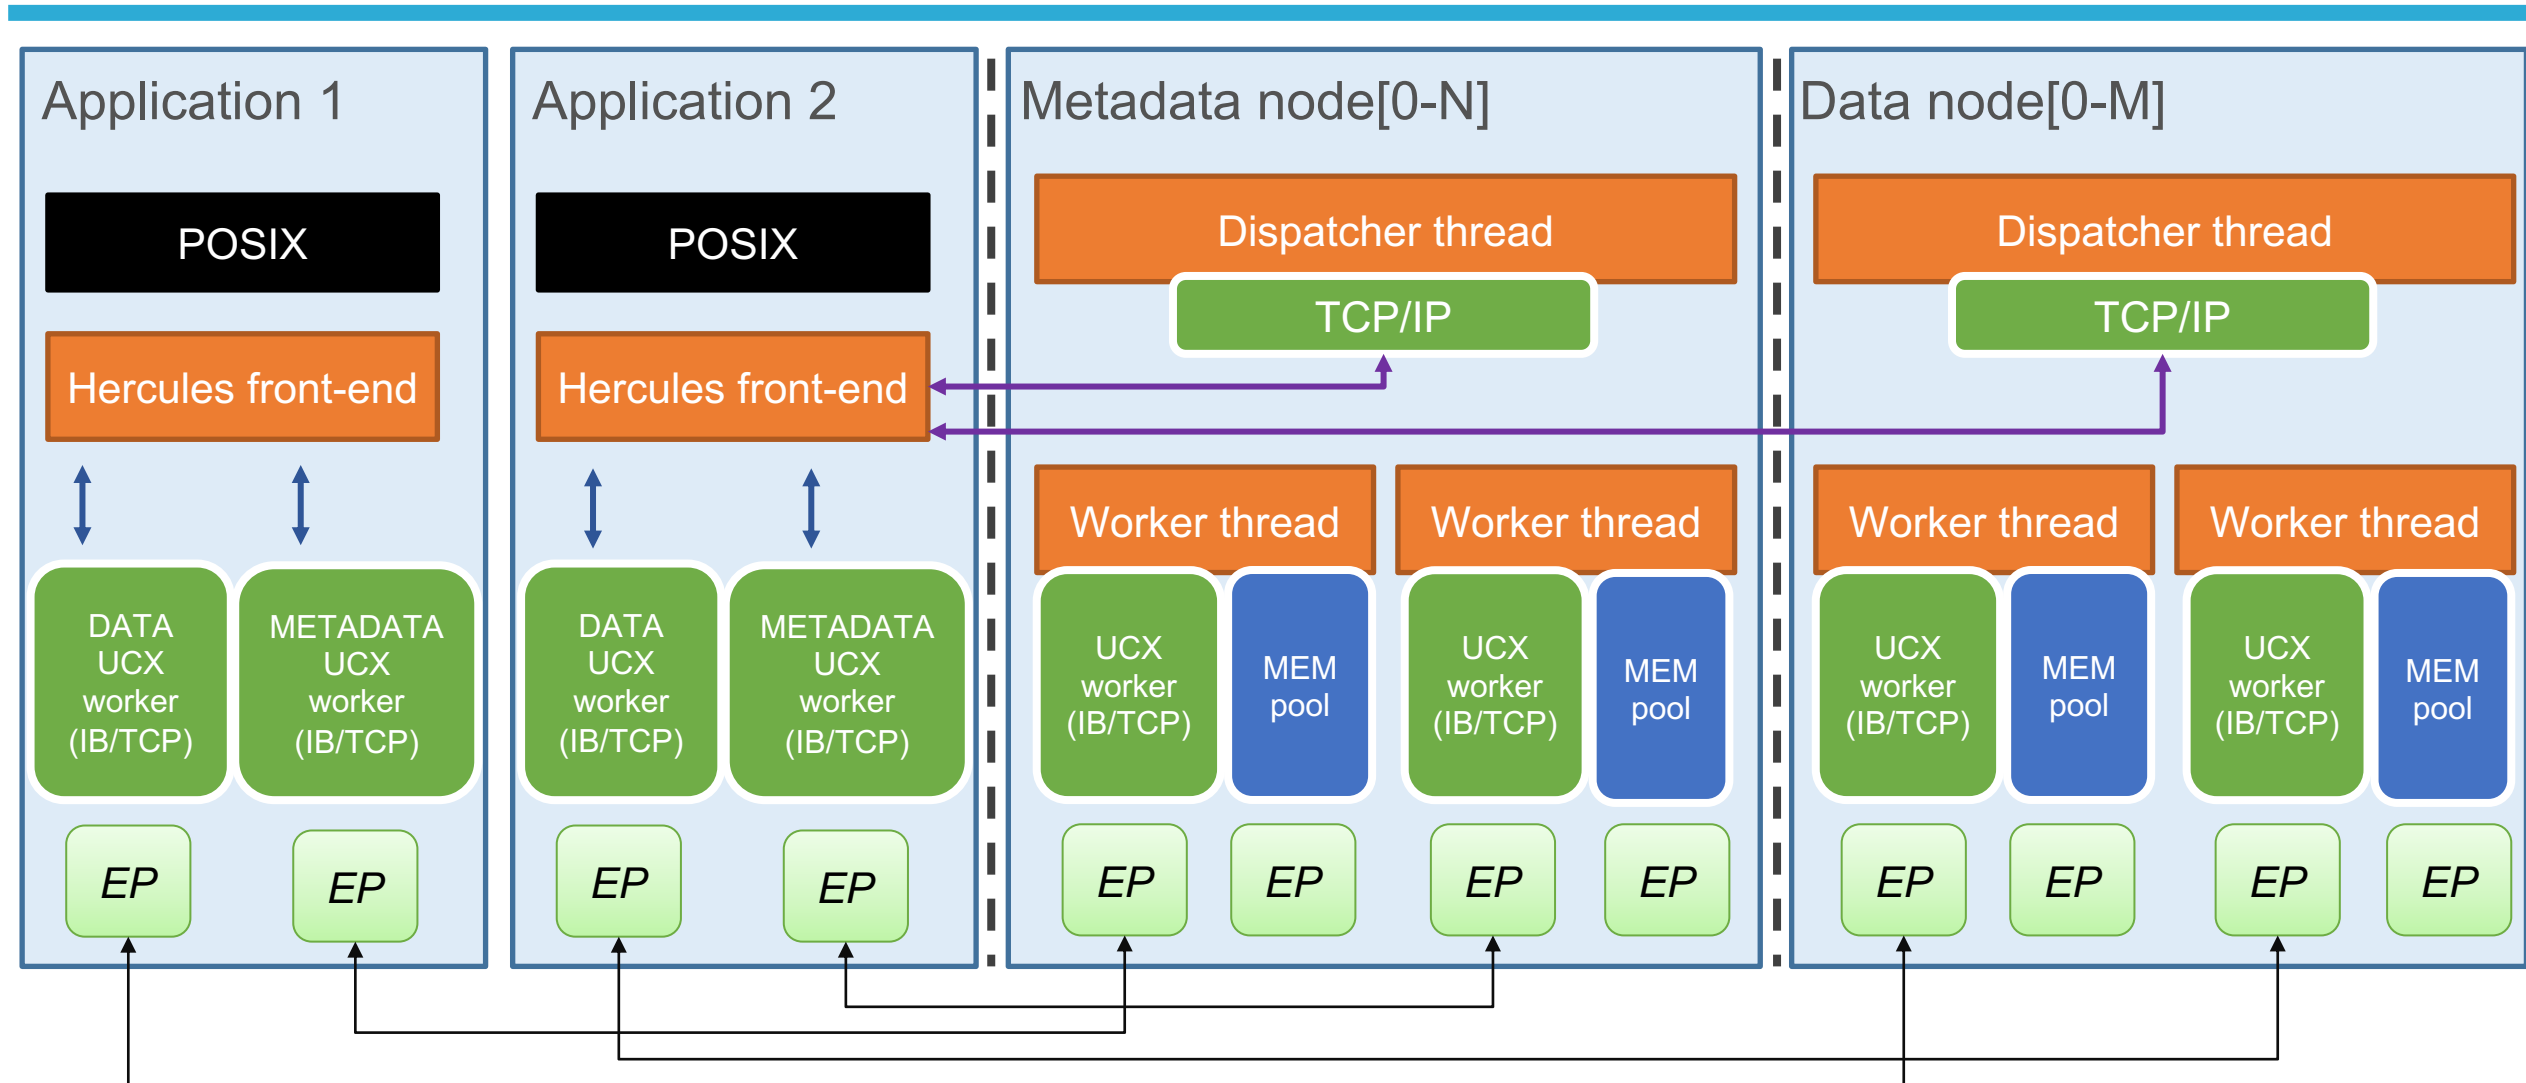 Application 1
POSIX
Hercules front-end
DATA
UCX
worker
(IB/TCP)
METADATA
UCX
worker
(IB/TCP)
EP
EP
Application 2
POSIX
Hercules front-end
DATA
UCX
worker
(IB/TCP)
METADATA
UCX
worker
(IB/TCP)
EP
EP
Metadata node[0-N]
Dispatcher thread
TCP/IP
Worker thread
Worker thread
UCX
worker
(IB/TCP)
MEM
pool
UCX
worker
(IB/TCP)
MEM
pool
EP
EP
EP
EP
Data node[0-M]
Dispatcher thread
TCP/IP
Worker thread
Worker thread
UCX
worker
(IB/TCP)
MEM
pool
UCX
worker
(IB/TCP)
MEM
pool
EP
EP
EP
EP